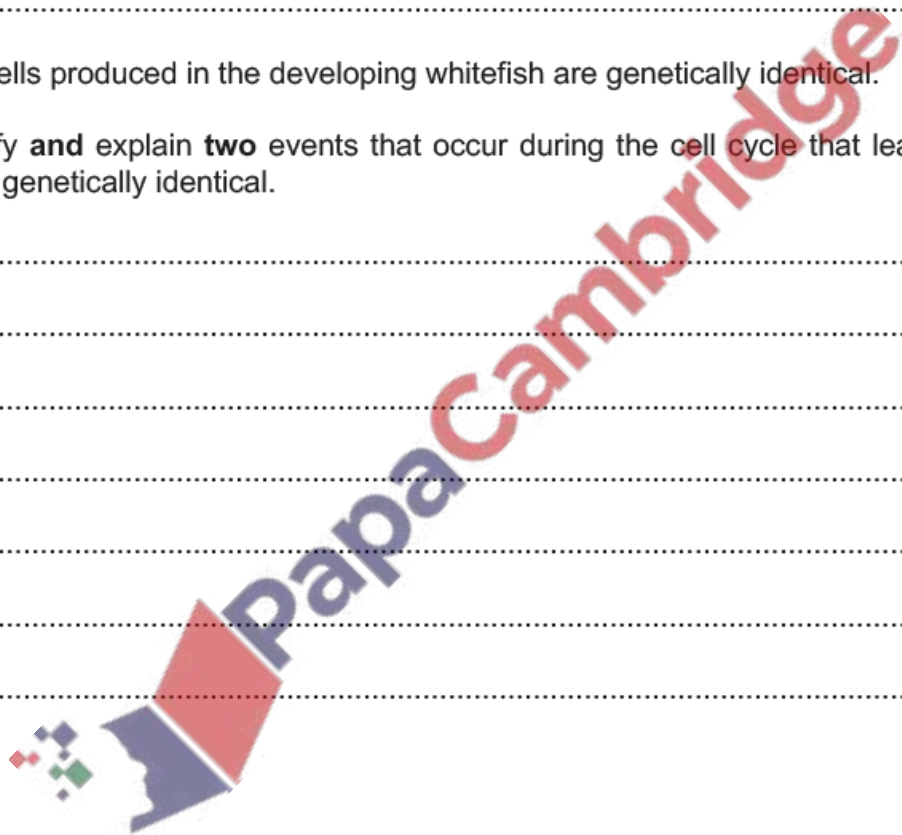 ells produced in the developing whitefish are genetically identical.
fy and explain two events that occur during the cell cycle that lea
genetically identical.
PapaCambridge